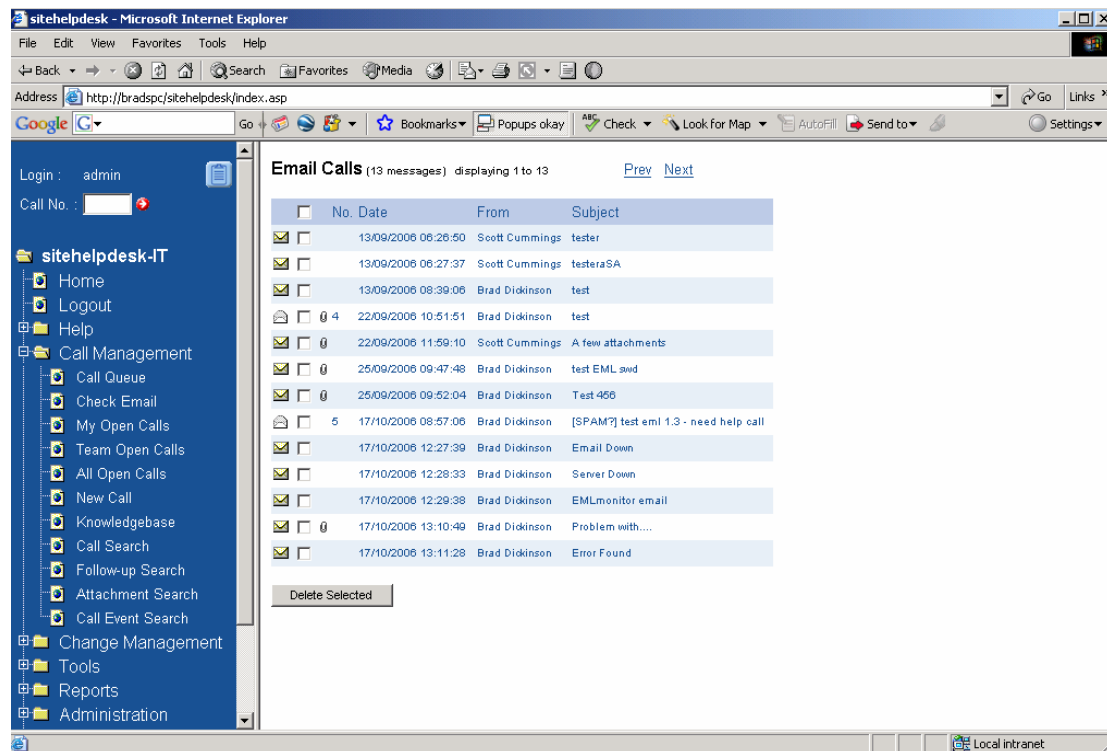 sitehelpdesk - Microsoft Internet Explorer
File Edit View Favorites Tools Help
Back Search Favorites Media
Address http://bradspc/sitehelpdesk/index.asp Go Links »
Google G Go Bookmarks Popups okay ABC Check Look for Map AutoFill Send to Settings
Login : admin
Call No. :
sitehelpdesk-IT
Home
Logout
Help
Call Management
Call Queue
Check Email
My Open Calls
Team Open Calls
All Open Calls
New Call
Knowledgebase
Call Search
Follow-up Search
Attachment Search
Call Event Search
Change Management
Tools
Reports
Administration
Email Calls (13 messages) displaying 1 to 13 Prev Next
No. Date From Subject
13/09/2006 06:26:50 Scott Cummings tester
13/09/2006 06:27:37 Scott Cummings testeraSA
13/09/2006 08:39:06 Brad Dickinson test
4 22/09/2006 10:51:51 Brad Dickinson test
22/09/2006 11:59:10 Scott Cummings A few attachments
25/09/2006 09:47:48 Brad Dickinson test EML swd
25/09/2006 09:52:04 Brad Dickinson Test 456
5 17/10/2006 08:57:06 Brad Dickinson [SPAM?] test eml 1.3 - need help call
17/10/2006 12:27:39 Brad Dickinson Email Down
17/10/2006 12:28:33 Brad Dickinson Server Down
17/10/2006 12:29:38 Brad Dickinson EMLmonitor email
17/10/2006 13:10:49 Brad Dickinson Problem with....
17/10/2006 13:11:28 Brad Dickinson Error Found
Delete Selected
Local intranet